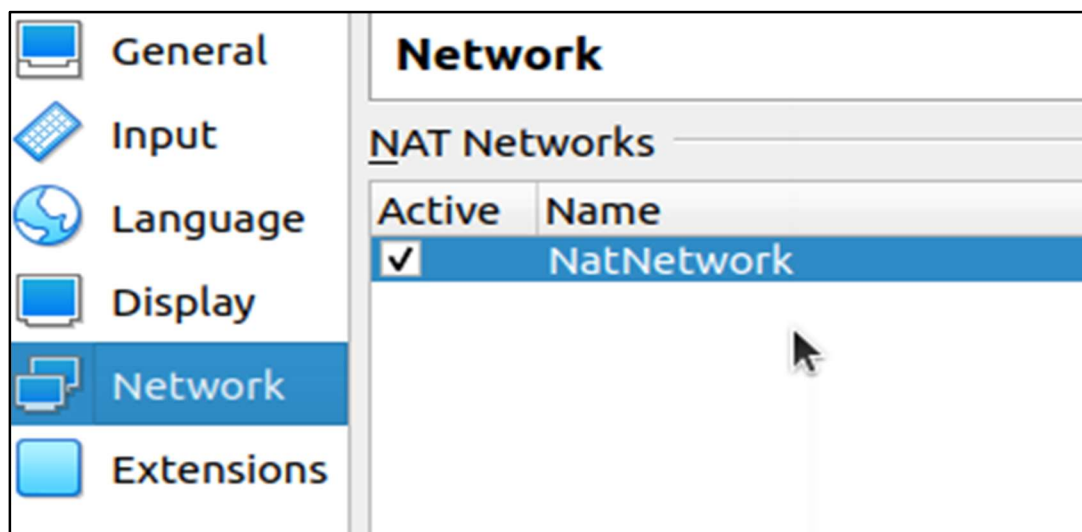 General
Input
Language
Display
Network
Extensions
Network
NAT Networks
Active Name
NatNetwork